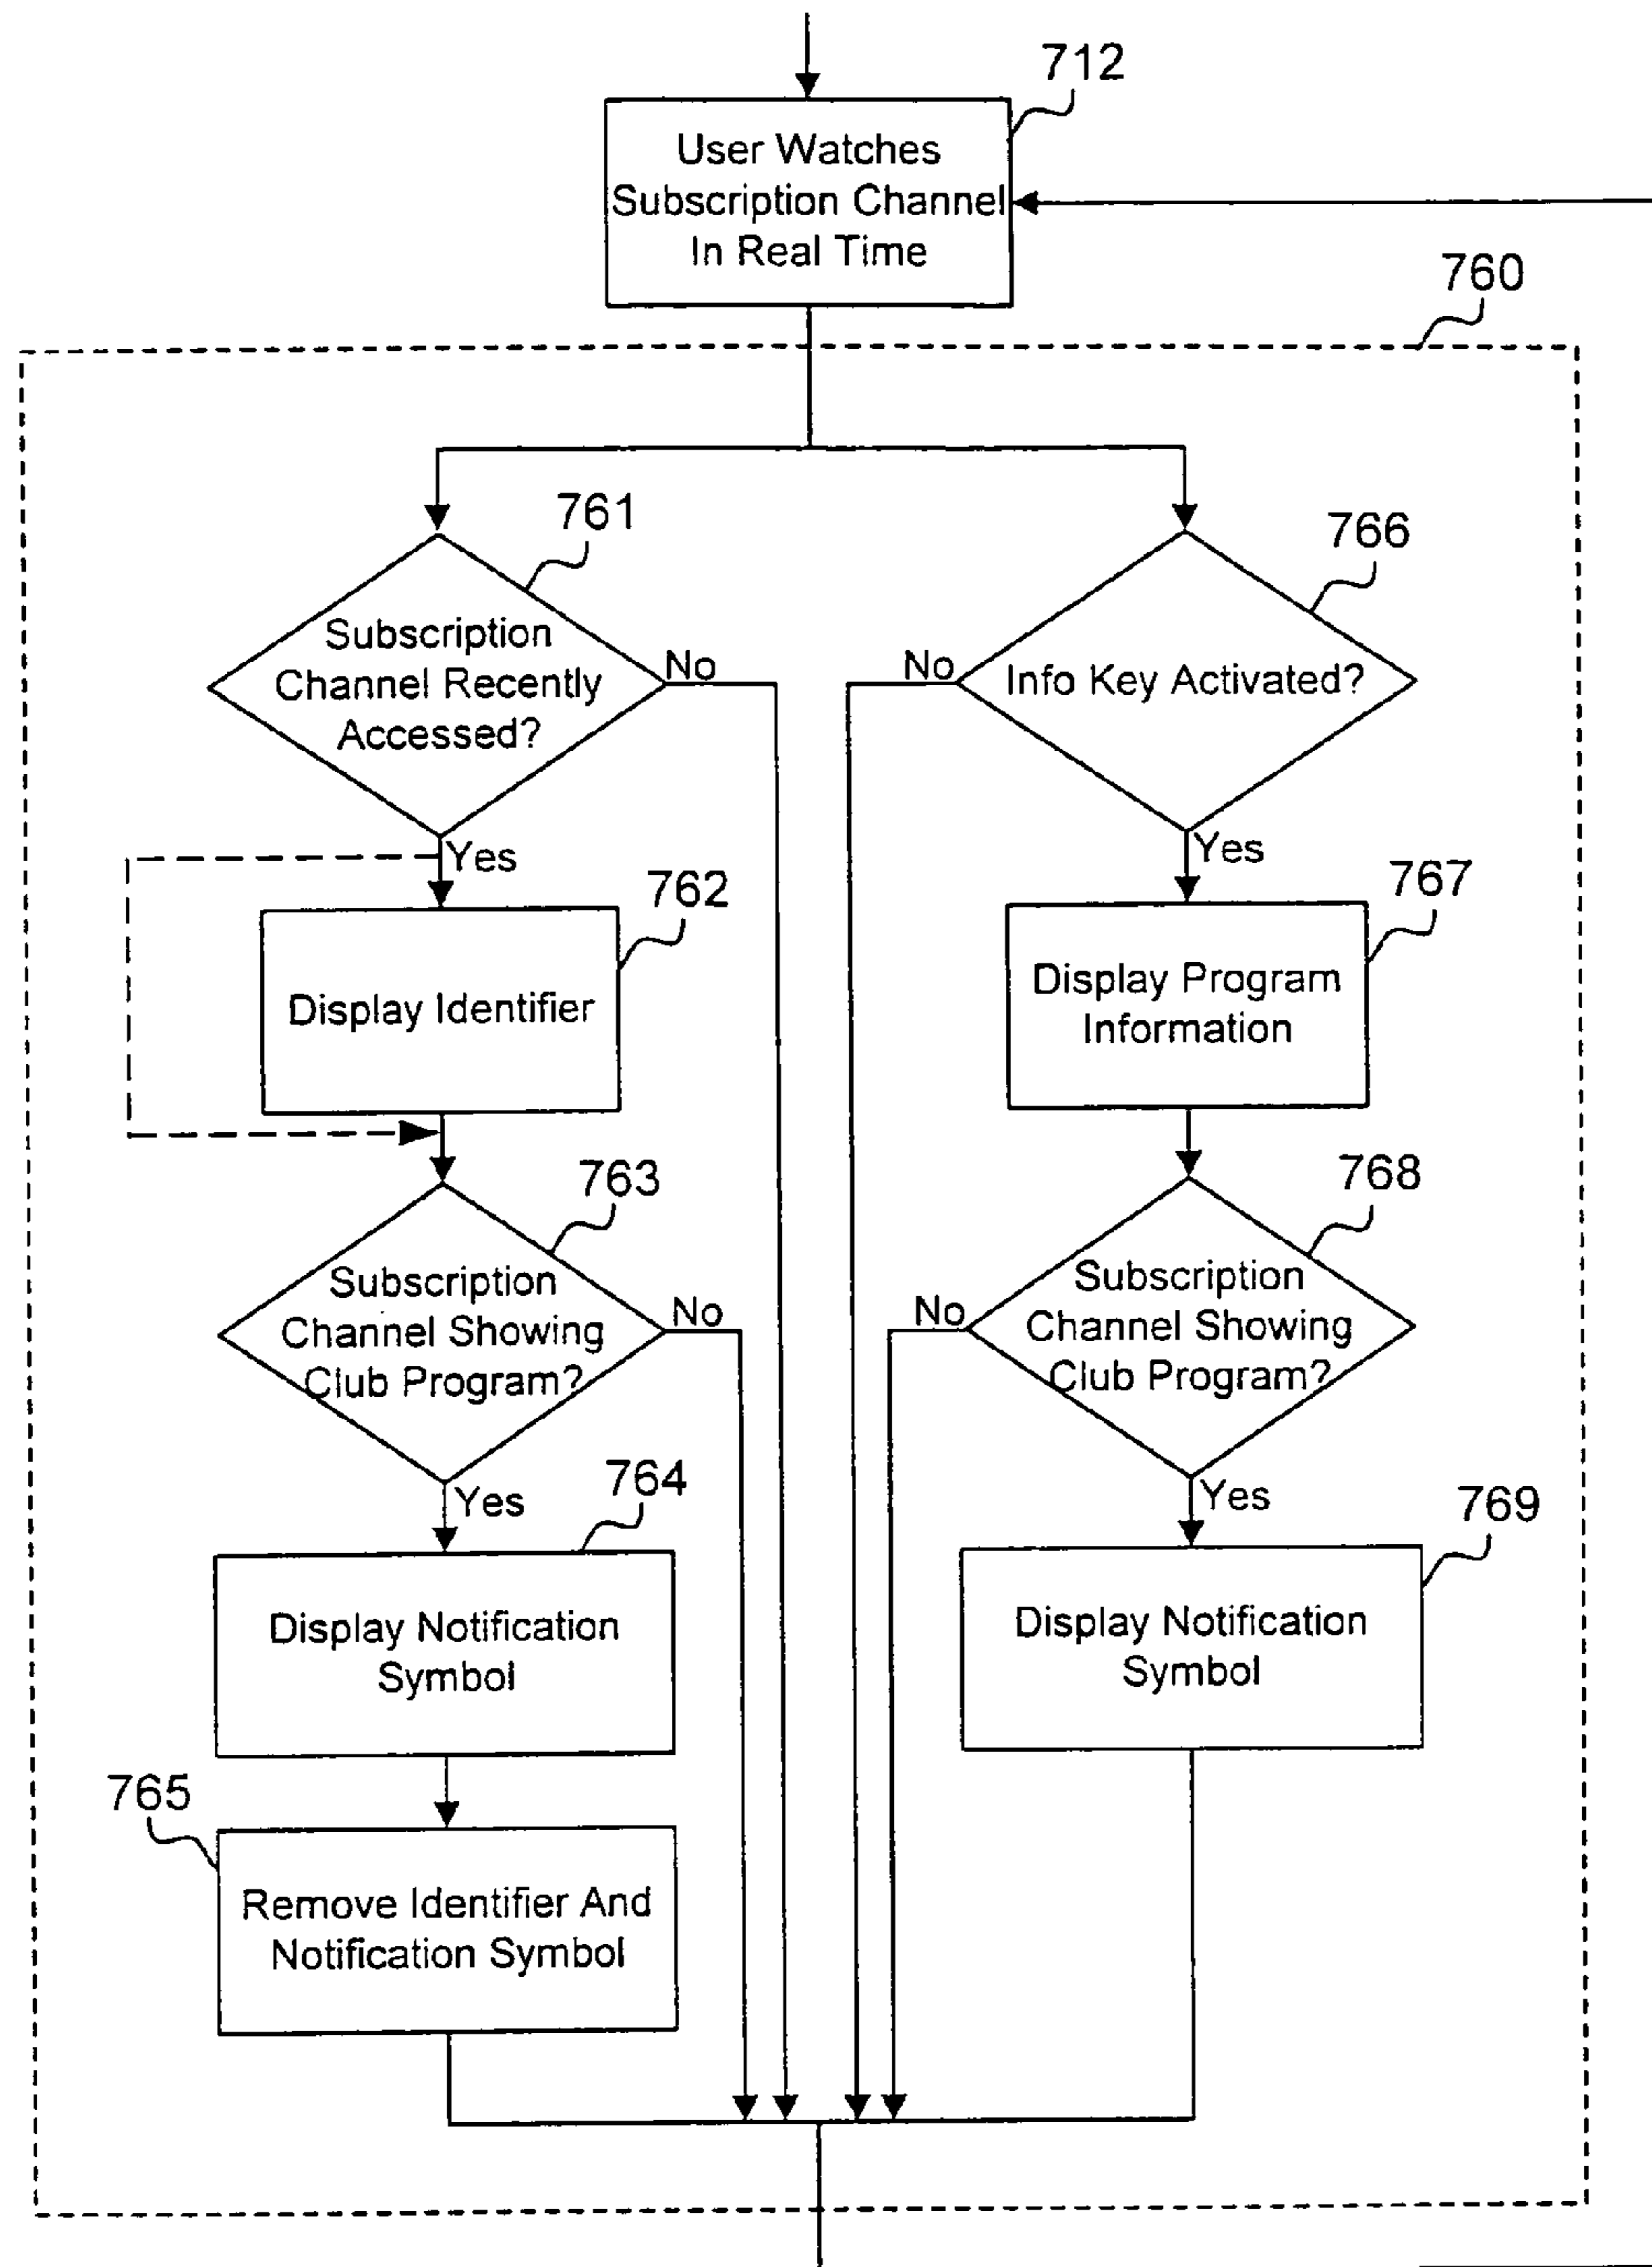 712
User Watches
Subscription Channel
In Real Time
760
761
Subscription
Channel Recently
Accessed?
No
Yes
762
Display Identifier
763
Subscription
Channel Showing
Club Program?
No
Yes
764
Display Notification
Symbol
765
Remove Identifier And
Notification Symbol
766
Info Key Activated?
No
Yes
767
Display Program
Information
768
Subscription
Channel Showing
Club Program?
No
Yes
769
Display Notification
Symbol